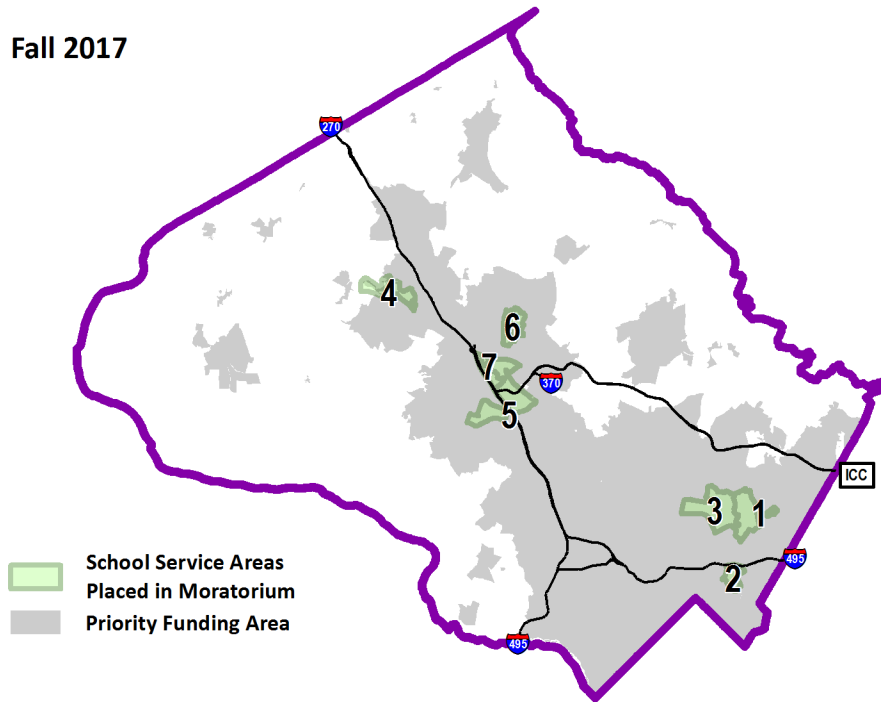 Fall 2017
270
4
6
7
370
5
ICC
3
1
495
2
School Service Areas
Placed in Moratorium
Priority Funding Area
495